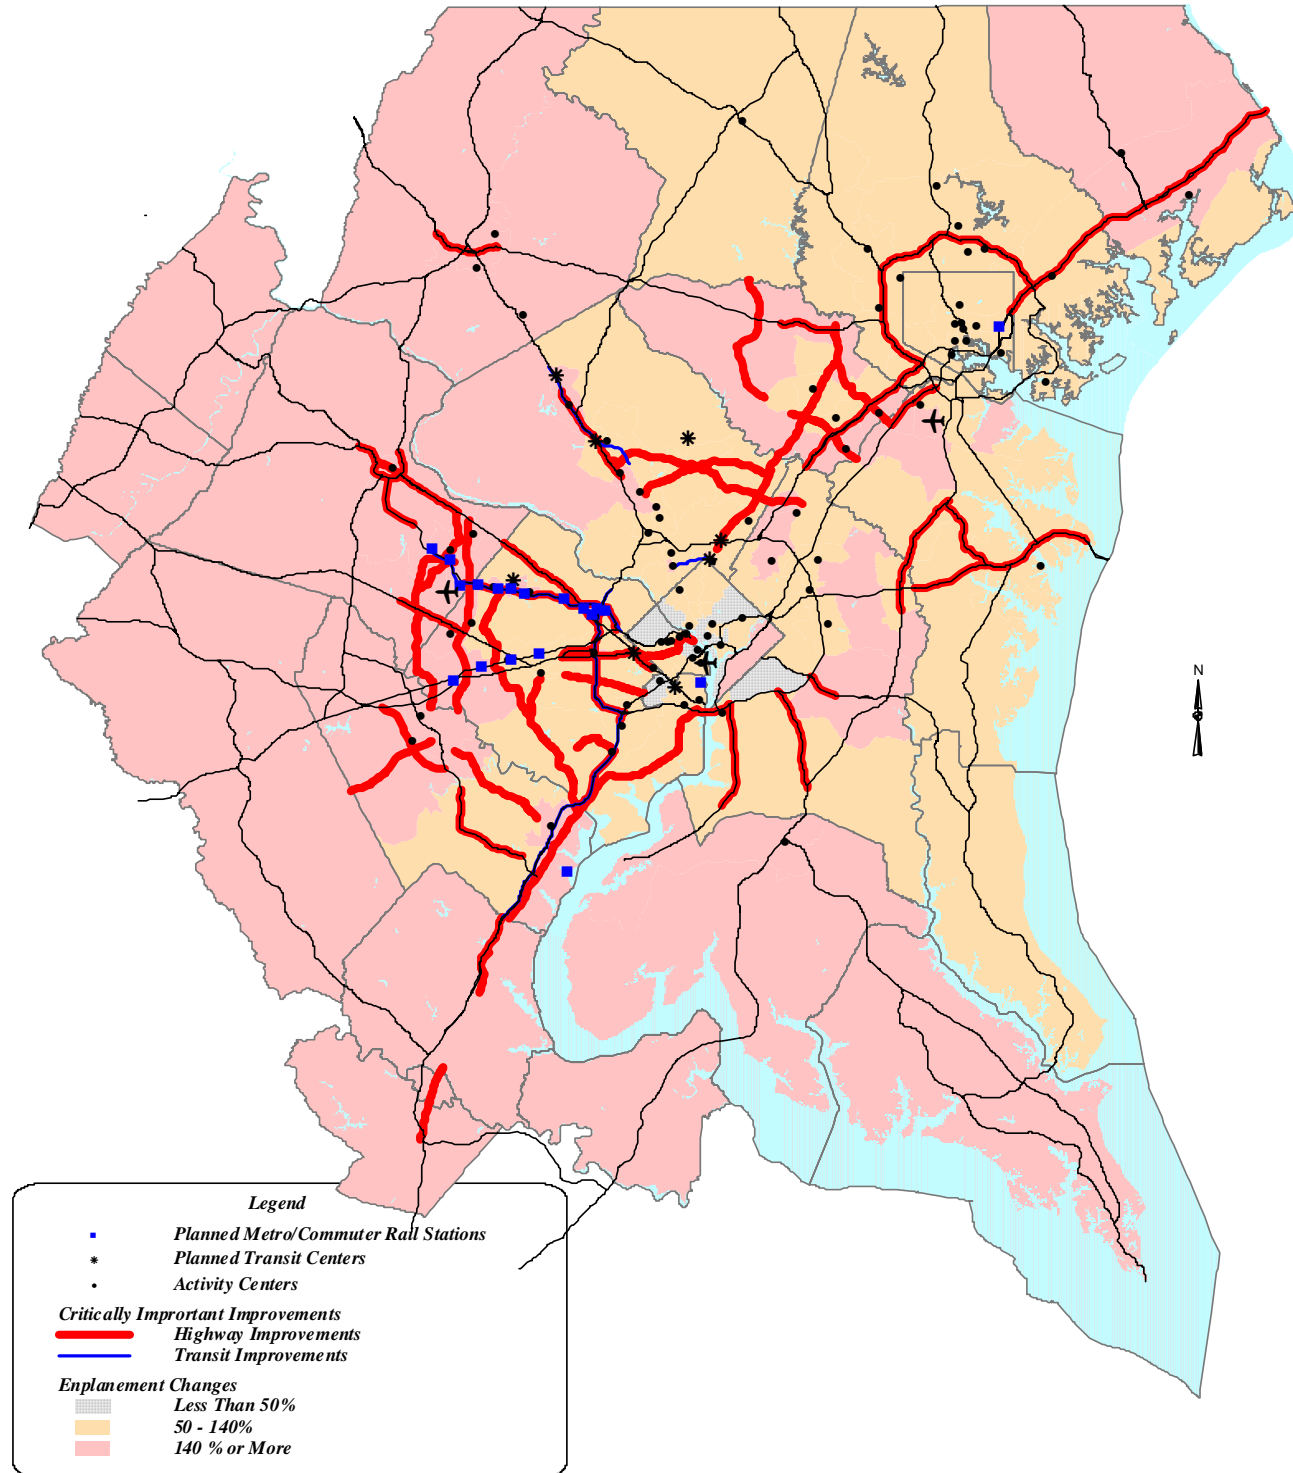 N
Legend
Planned Metro/Commuter Rail Stations
Planned Transit Centers
Activity Centers
Critically Imprortant Improvements
Highway Improvements
Transit Improvements
Enplanement Changes
Less Than 50%
50 - 140%
140 % or More